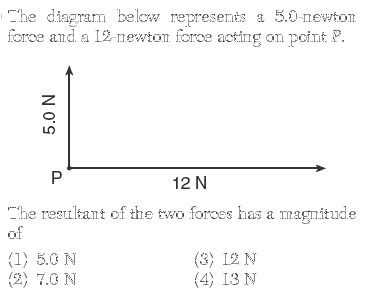 The diagram below represents a 5.0-newton
force and a 12-newton force acting on point P.
5.0 N
P
12 N
The resultant of the two forces has a magnitude
of
(1) 5.0 N (3) 12 N
(2) 7.0 N (4) 13 N